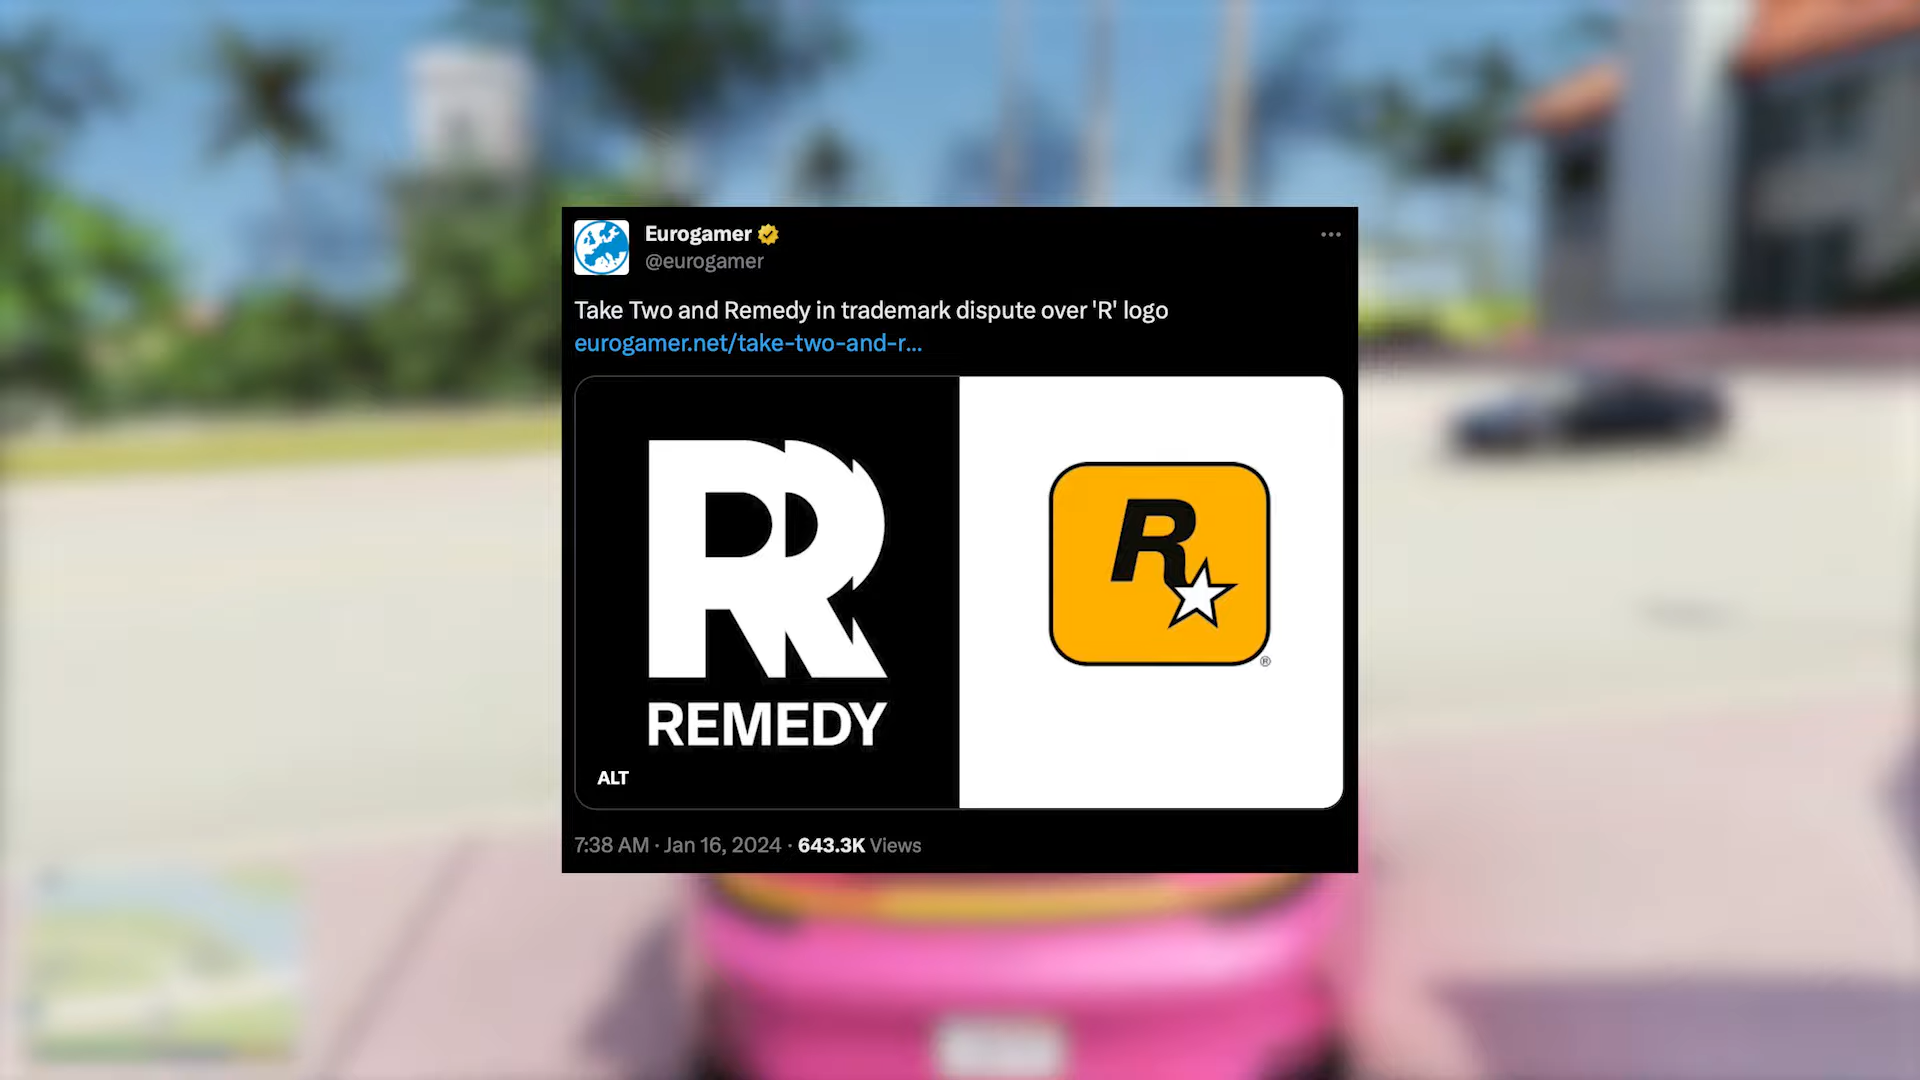 Eurogamer
@eurogamer
Take Two and Remedy in trademark dispute over 'R' logo
eurogamer.net/take-two-and-r...
R
REMEDY
R
®
ALT
7:38 AM · Jan 16, 2024 · 643.3K Views